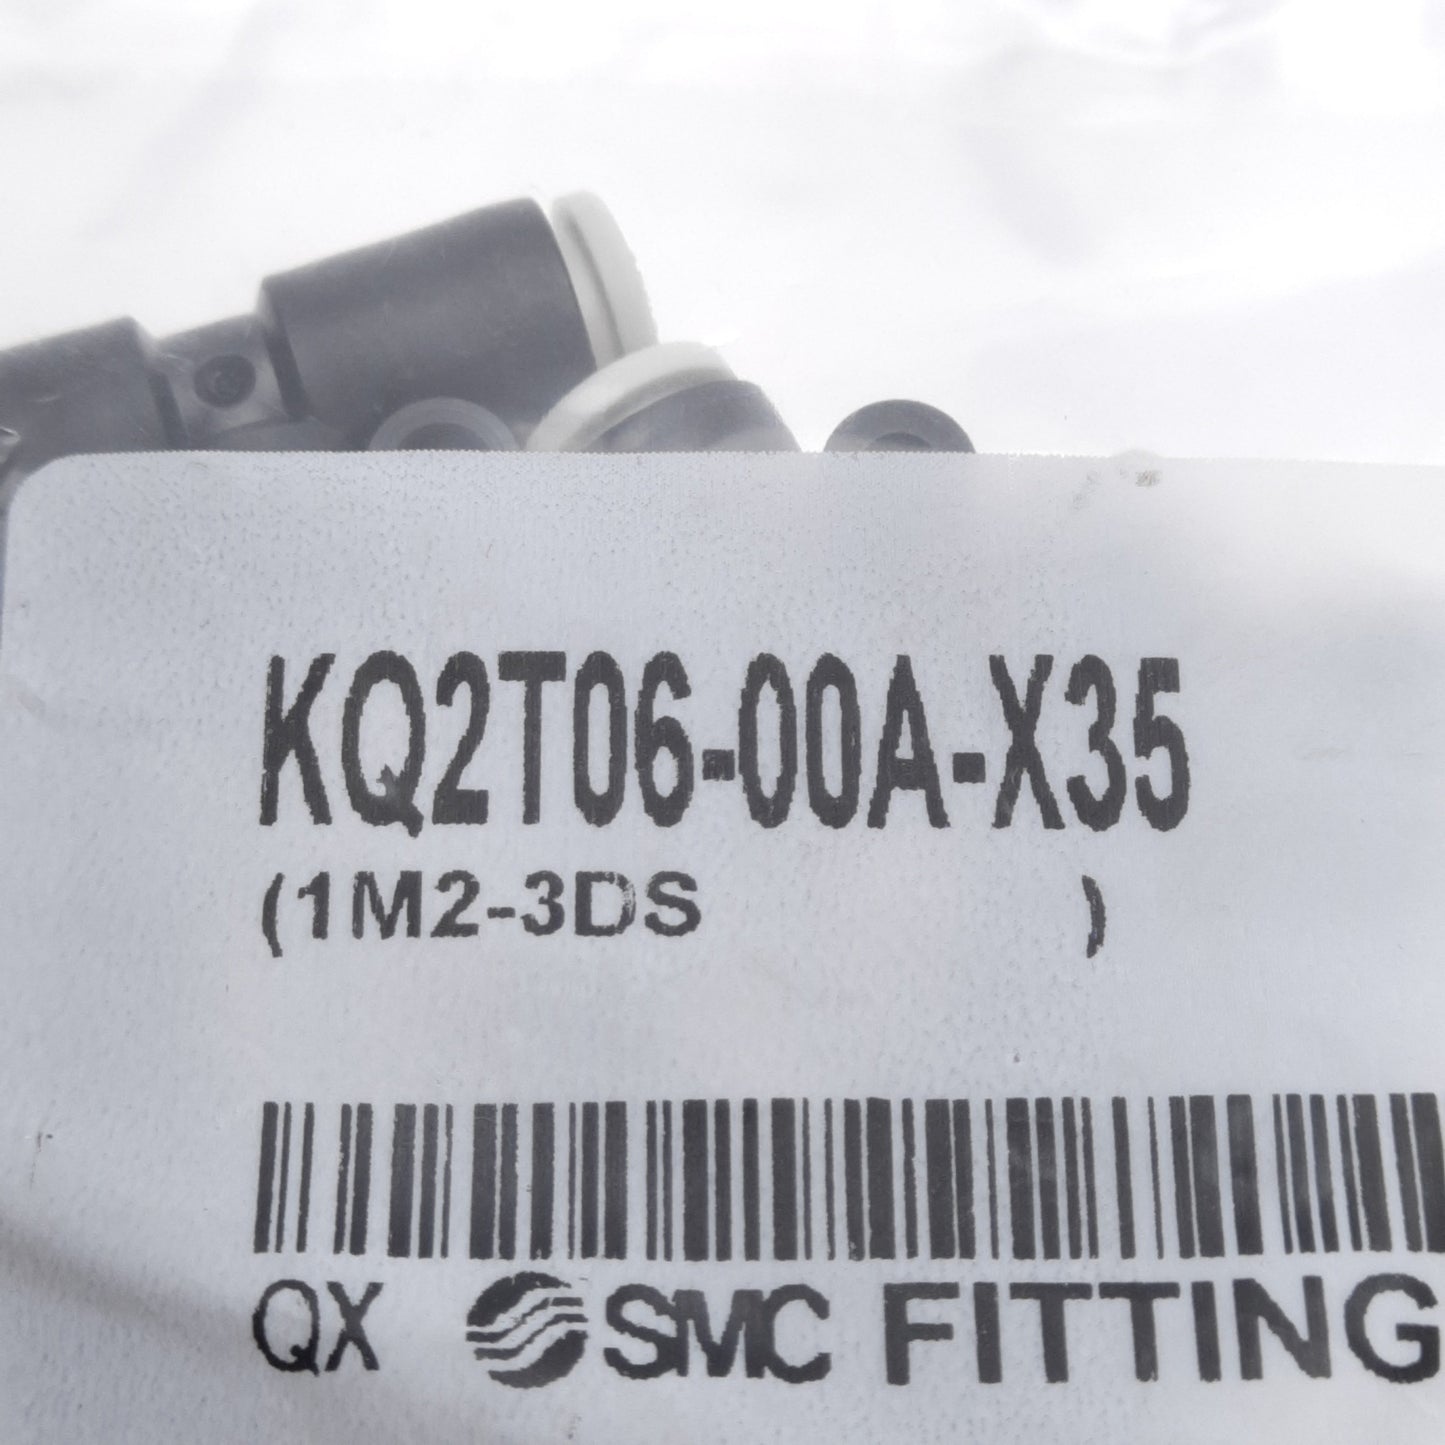 KQ2T06-00A-X35
(1M2-3DS )
QX SMC FITTING